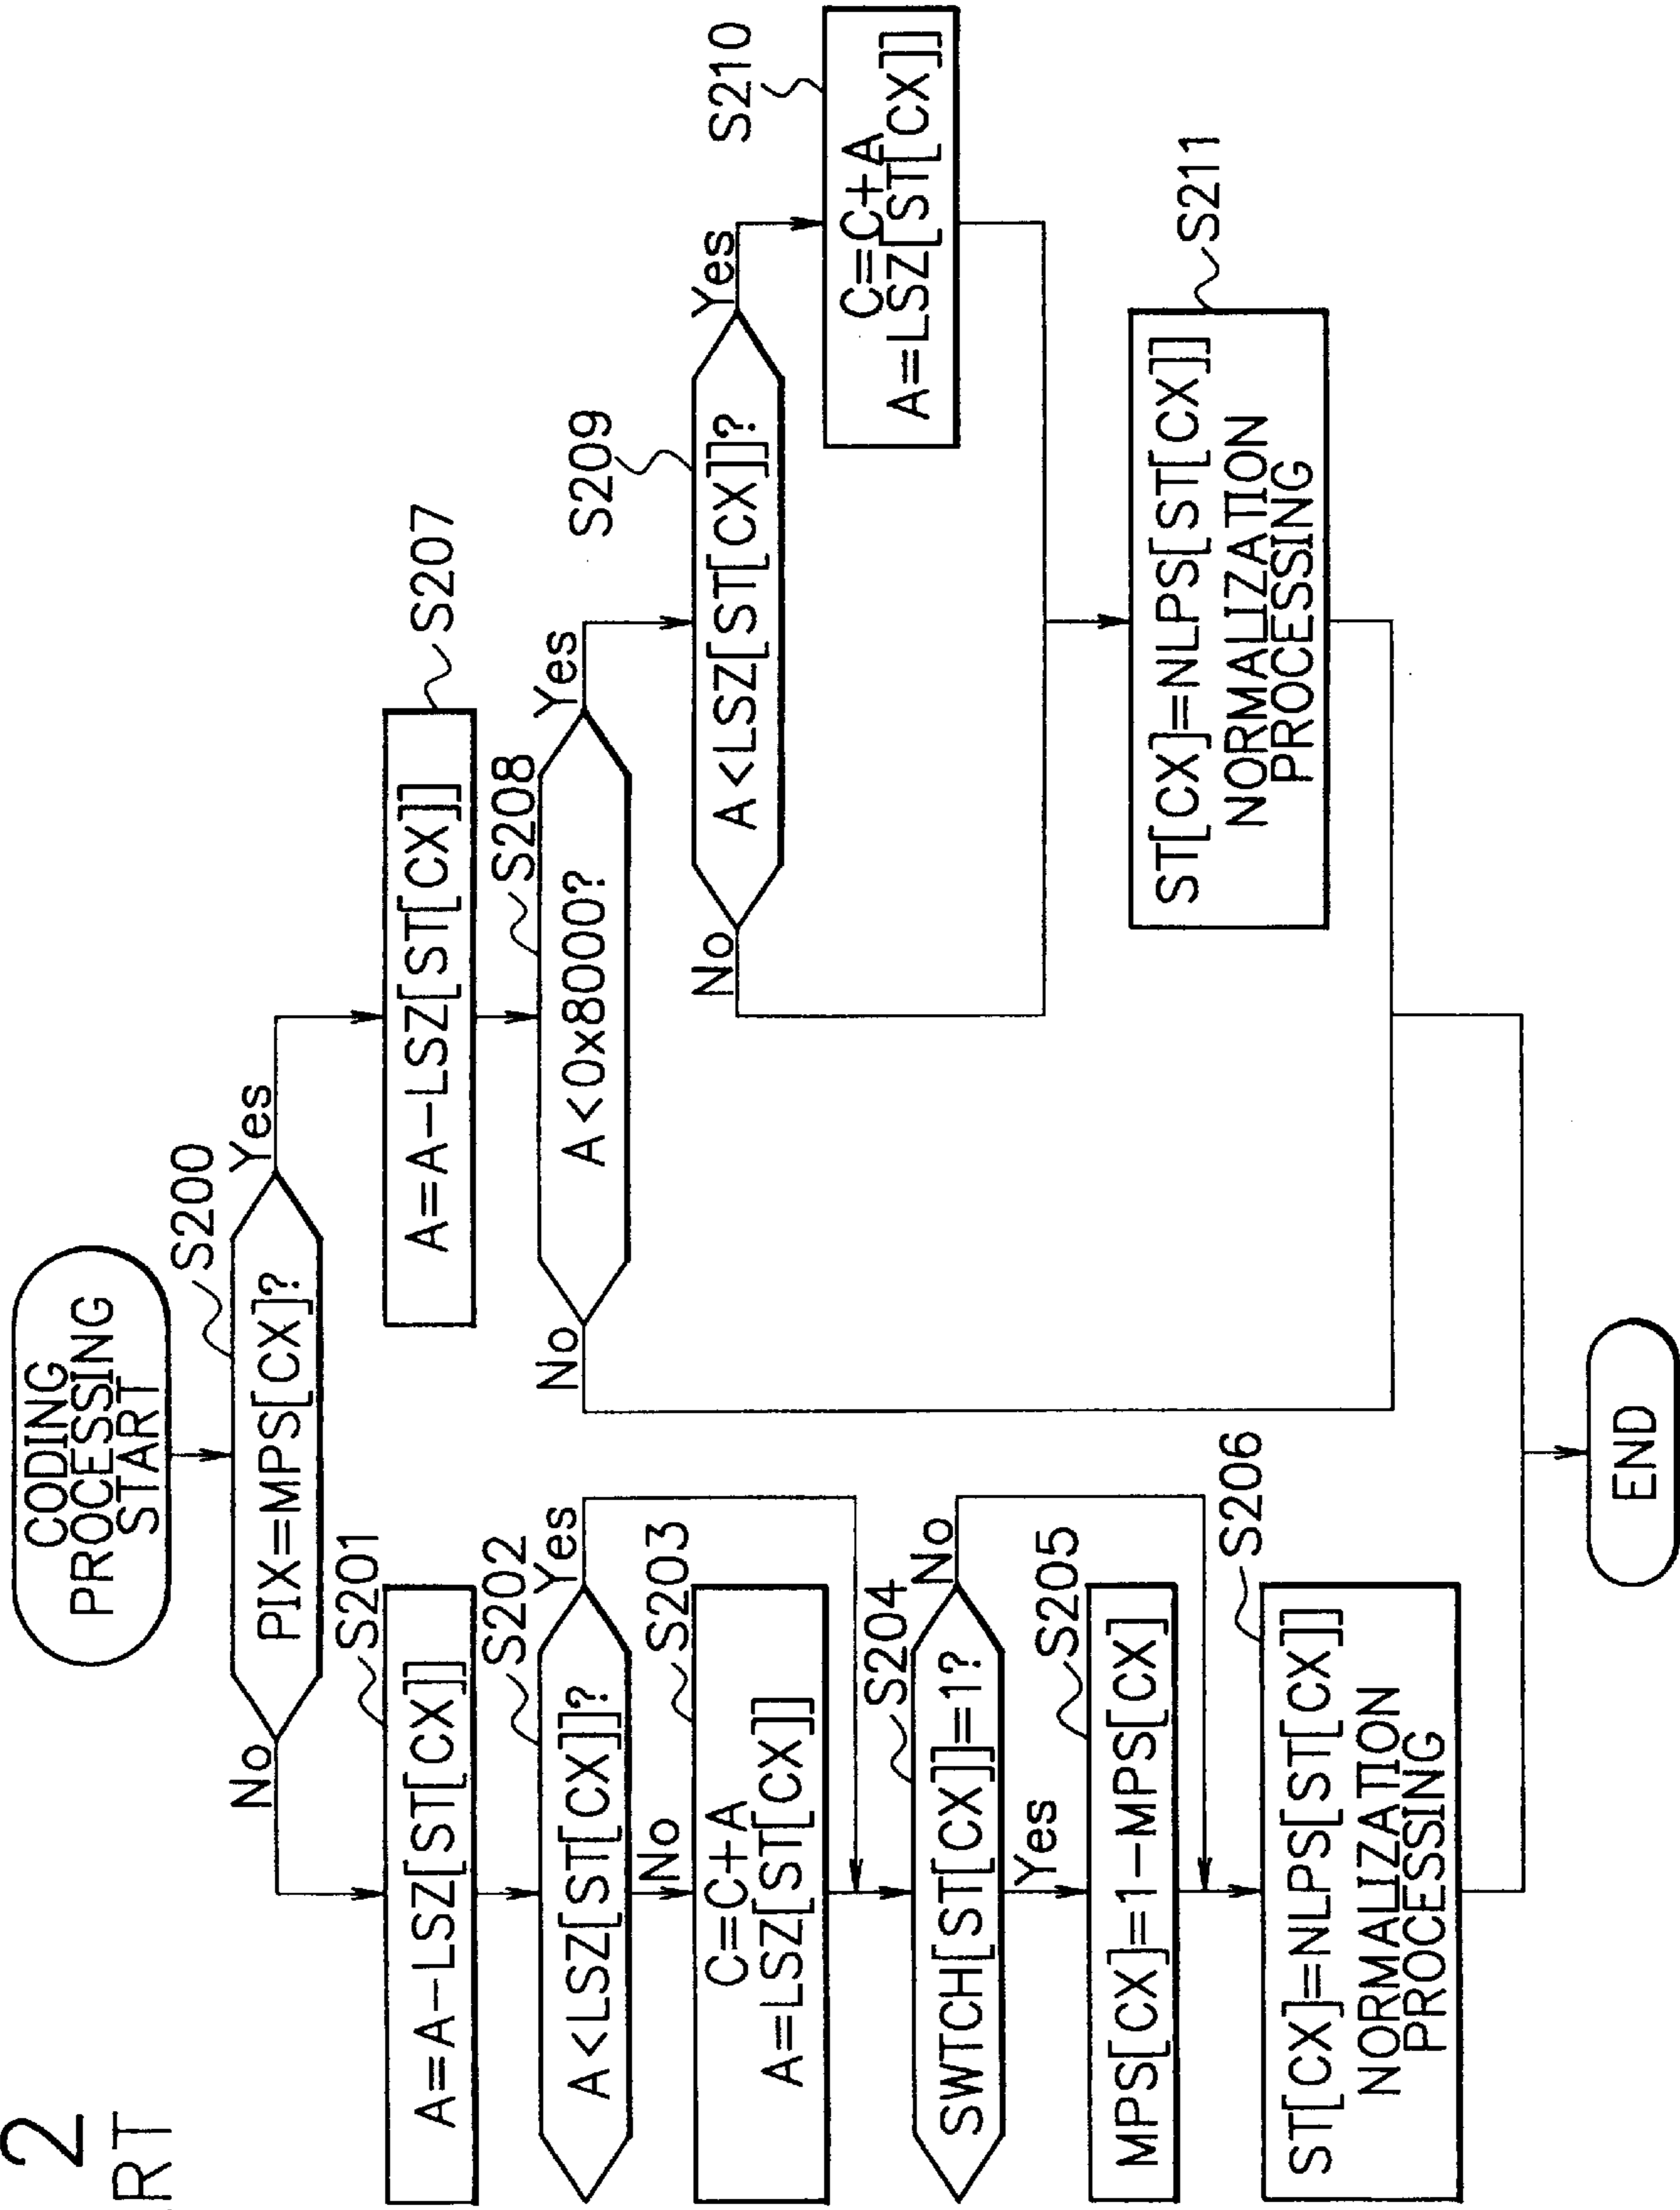 2
RT
CODING
PROCESSING
START
PIX=MPS[CX]?
S200
No
Yes
A=A−LSZ[ST[CX]]
S201
A<LSZ[ST[CX]]?
S202
Yes
No
C=C+A
A=LSZ[ST[CX]]
S203
SWTCH[ST[CX]]=1?
S204
No
Yes
MPS[CX]=1−MPS[CX]
S205
ST[CX]=NLPS[ST[CX]]
NORMALIZATION
PROCESSING
S206
A=A−LSZ[ST[CX]]
S207
A<0x8000?
S208
No
Yes
A<LSZ[ST[CX]]?
S209
No
Yes
C=C+A
A=LSZ[ST[CX]]
S210
ST[CX]=NLPS[ST[CX]]
NORMALIZATION
PROCESSING
S211
END